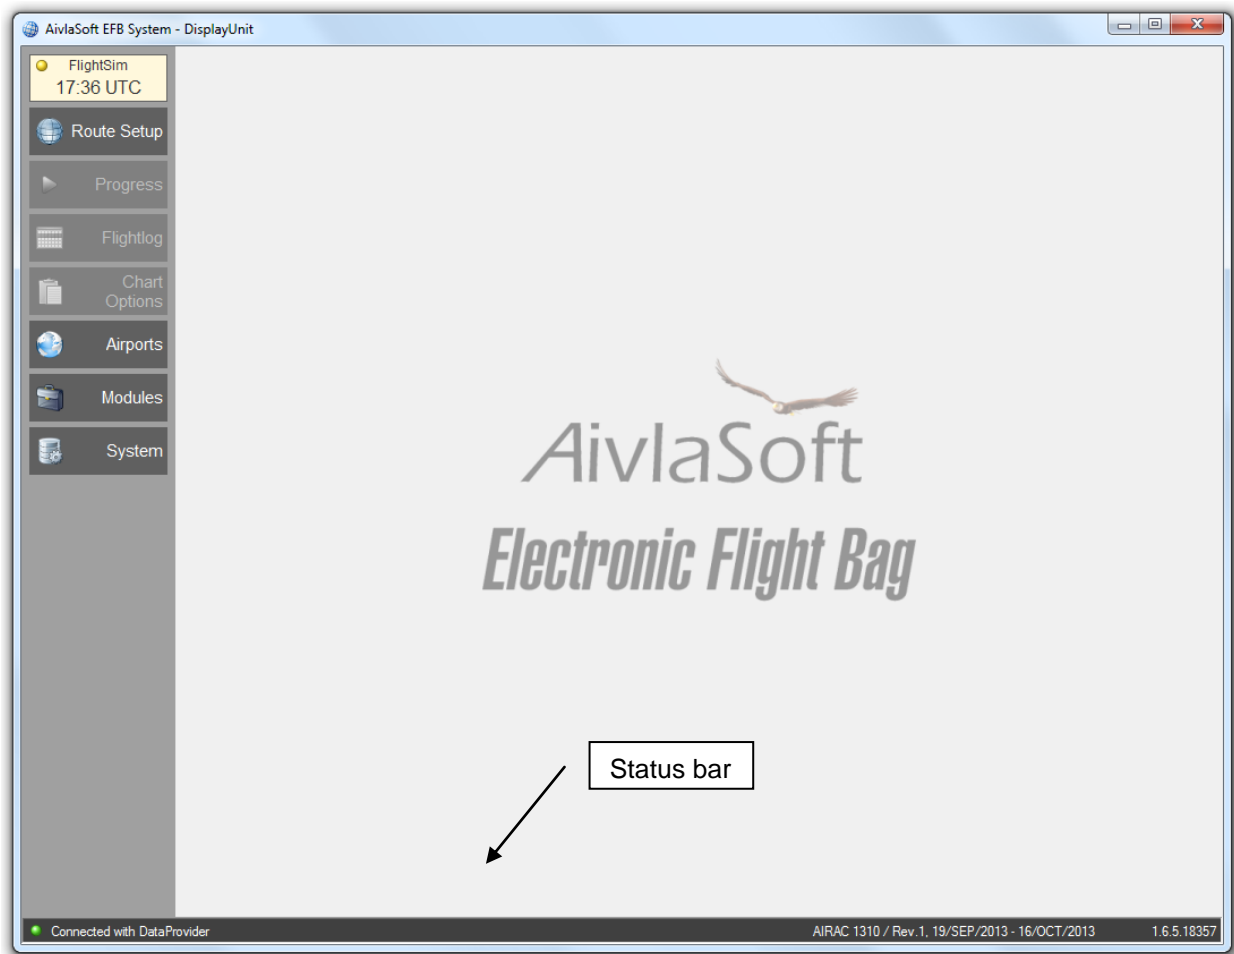 AivlaSoft EFB System - DisplayUnit
FlightSim
17:36 UTC
Route Setup
Progress
Flightlog
Chart
Options
Airports
Modules
System
AivlaSoft
Electronic Flight Bag
Status bar
Connected with DataProvider
AIRAC 1310 / Rev.1, 19/SEP/2013 - 16/OCT/2013
1.6.5.18357